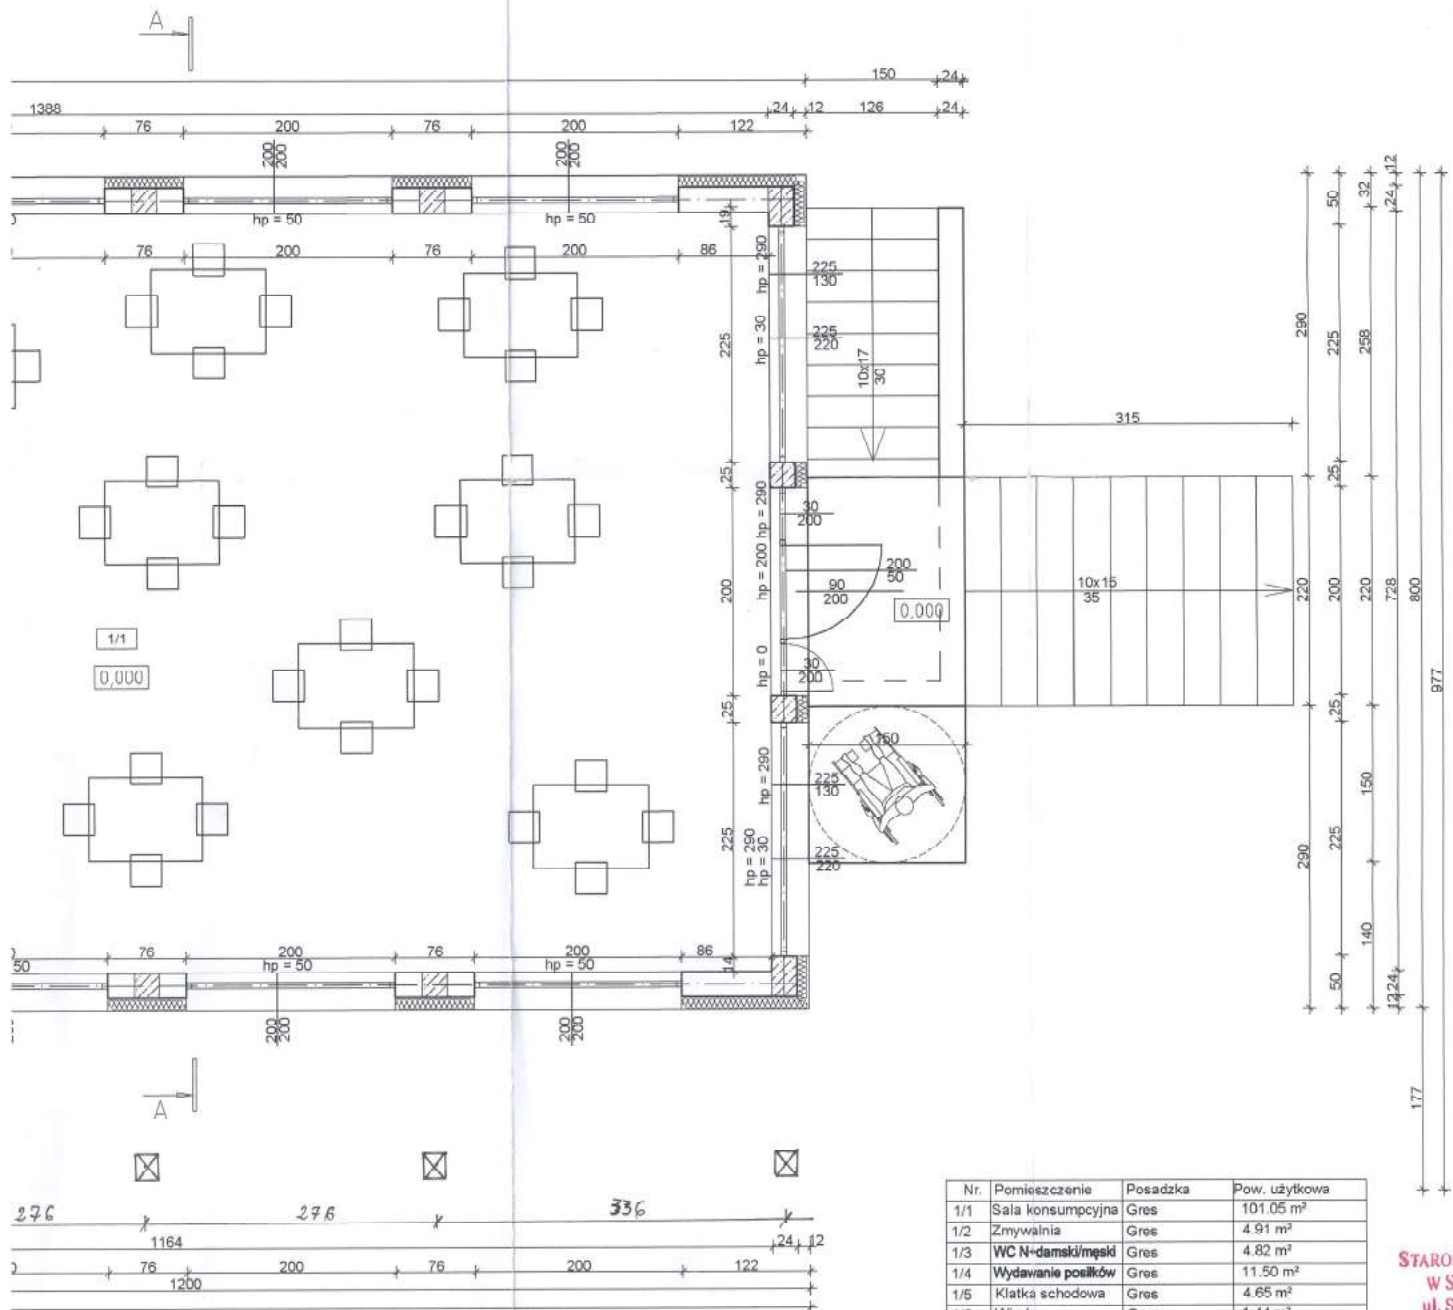 A
150 24
1388 24 12 126 24
76 200 76 200 122
200 200 200 200
hp = 50 hp = 50
76 200 76 200 86
19
hp = 290
225
130
hp = 30
225
220
225
10x17
30
25
hp = 290
30
200
hp = 200
200
50
90
200
200
0,000
hp = 0
30
200
25
315
10x15
35
1/1
0,000
150
hp = 290
225
130
225
hp = 290
hp = 30
225
220
14
50 32 12
24
290 225 258
25
220 200 220 728 800
25
977
150
290 225
140
50 24
12
177
76 200 76 200 86
50 hp = 50 hp = 50
200 200 200 200
A
276 276 336
1164 24 12
76 200 76 200 122
1200
Nr. Pomieszczenie Posadzka Pow. użytkowa
1/1 Sala konsumpcyjna Gres 101.05 m²
1/2 Zmywalnia Gres 4.91 m²
1/3 WC N+damski/męski Gres 4.82 m²
1/4 Wydawanie posiłków Gres 11.50 m²
1/5 Klatka schodowa Gres 4.65 m²
STARO
W S
ul. S